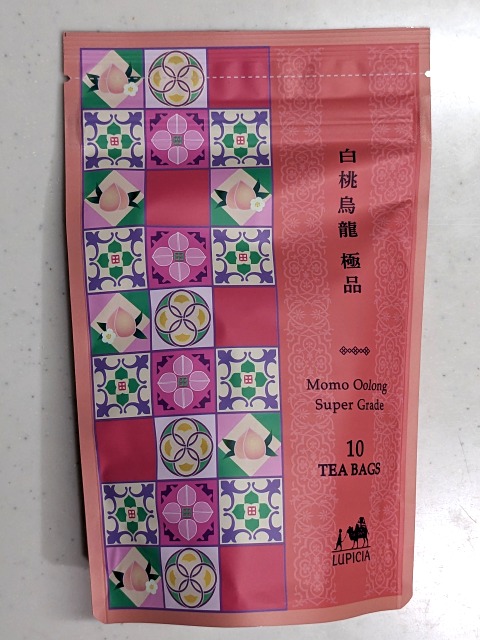 白桃烏龍 極品
Momo Oolong
Super Grade
10
TEA BAGS
LUPICIA